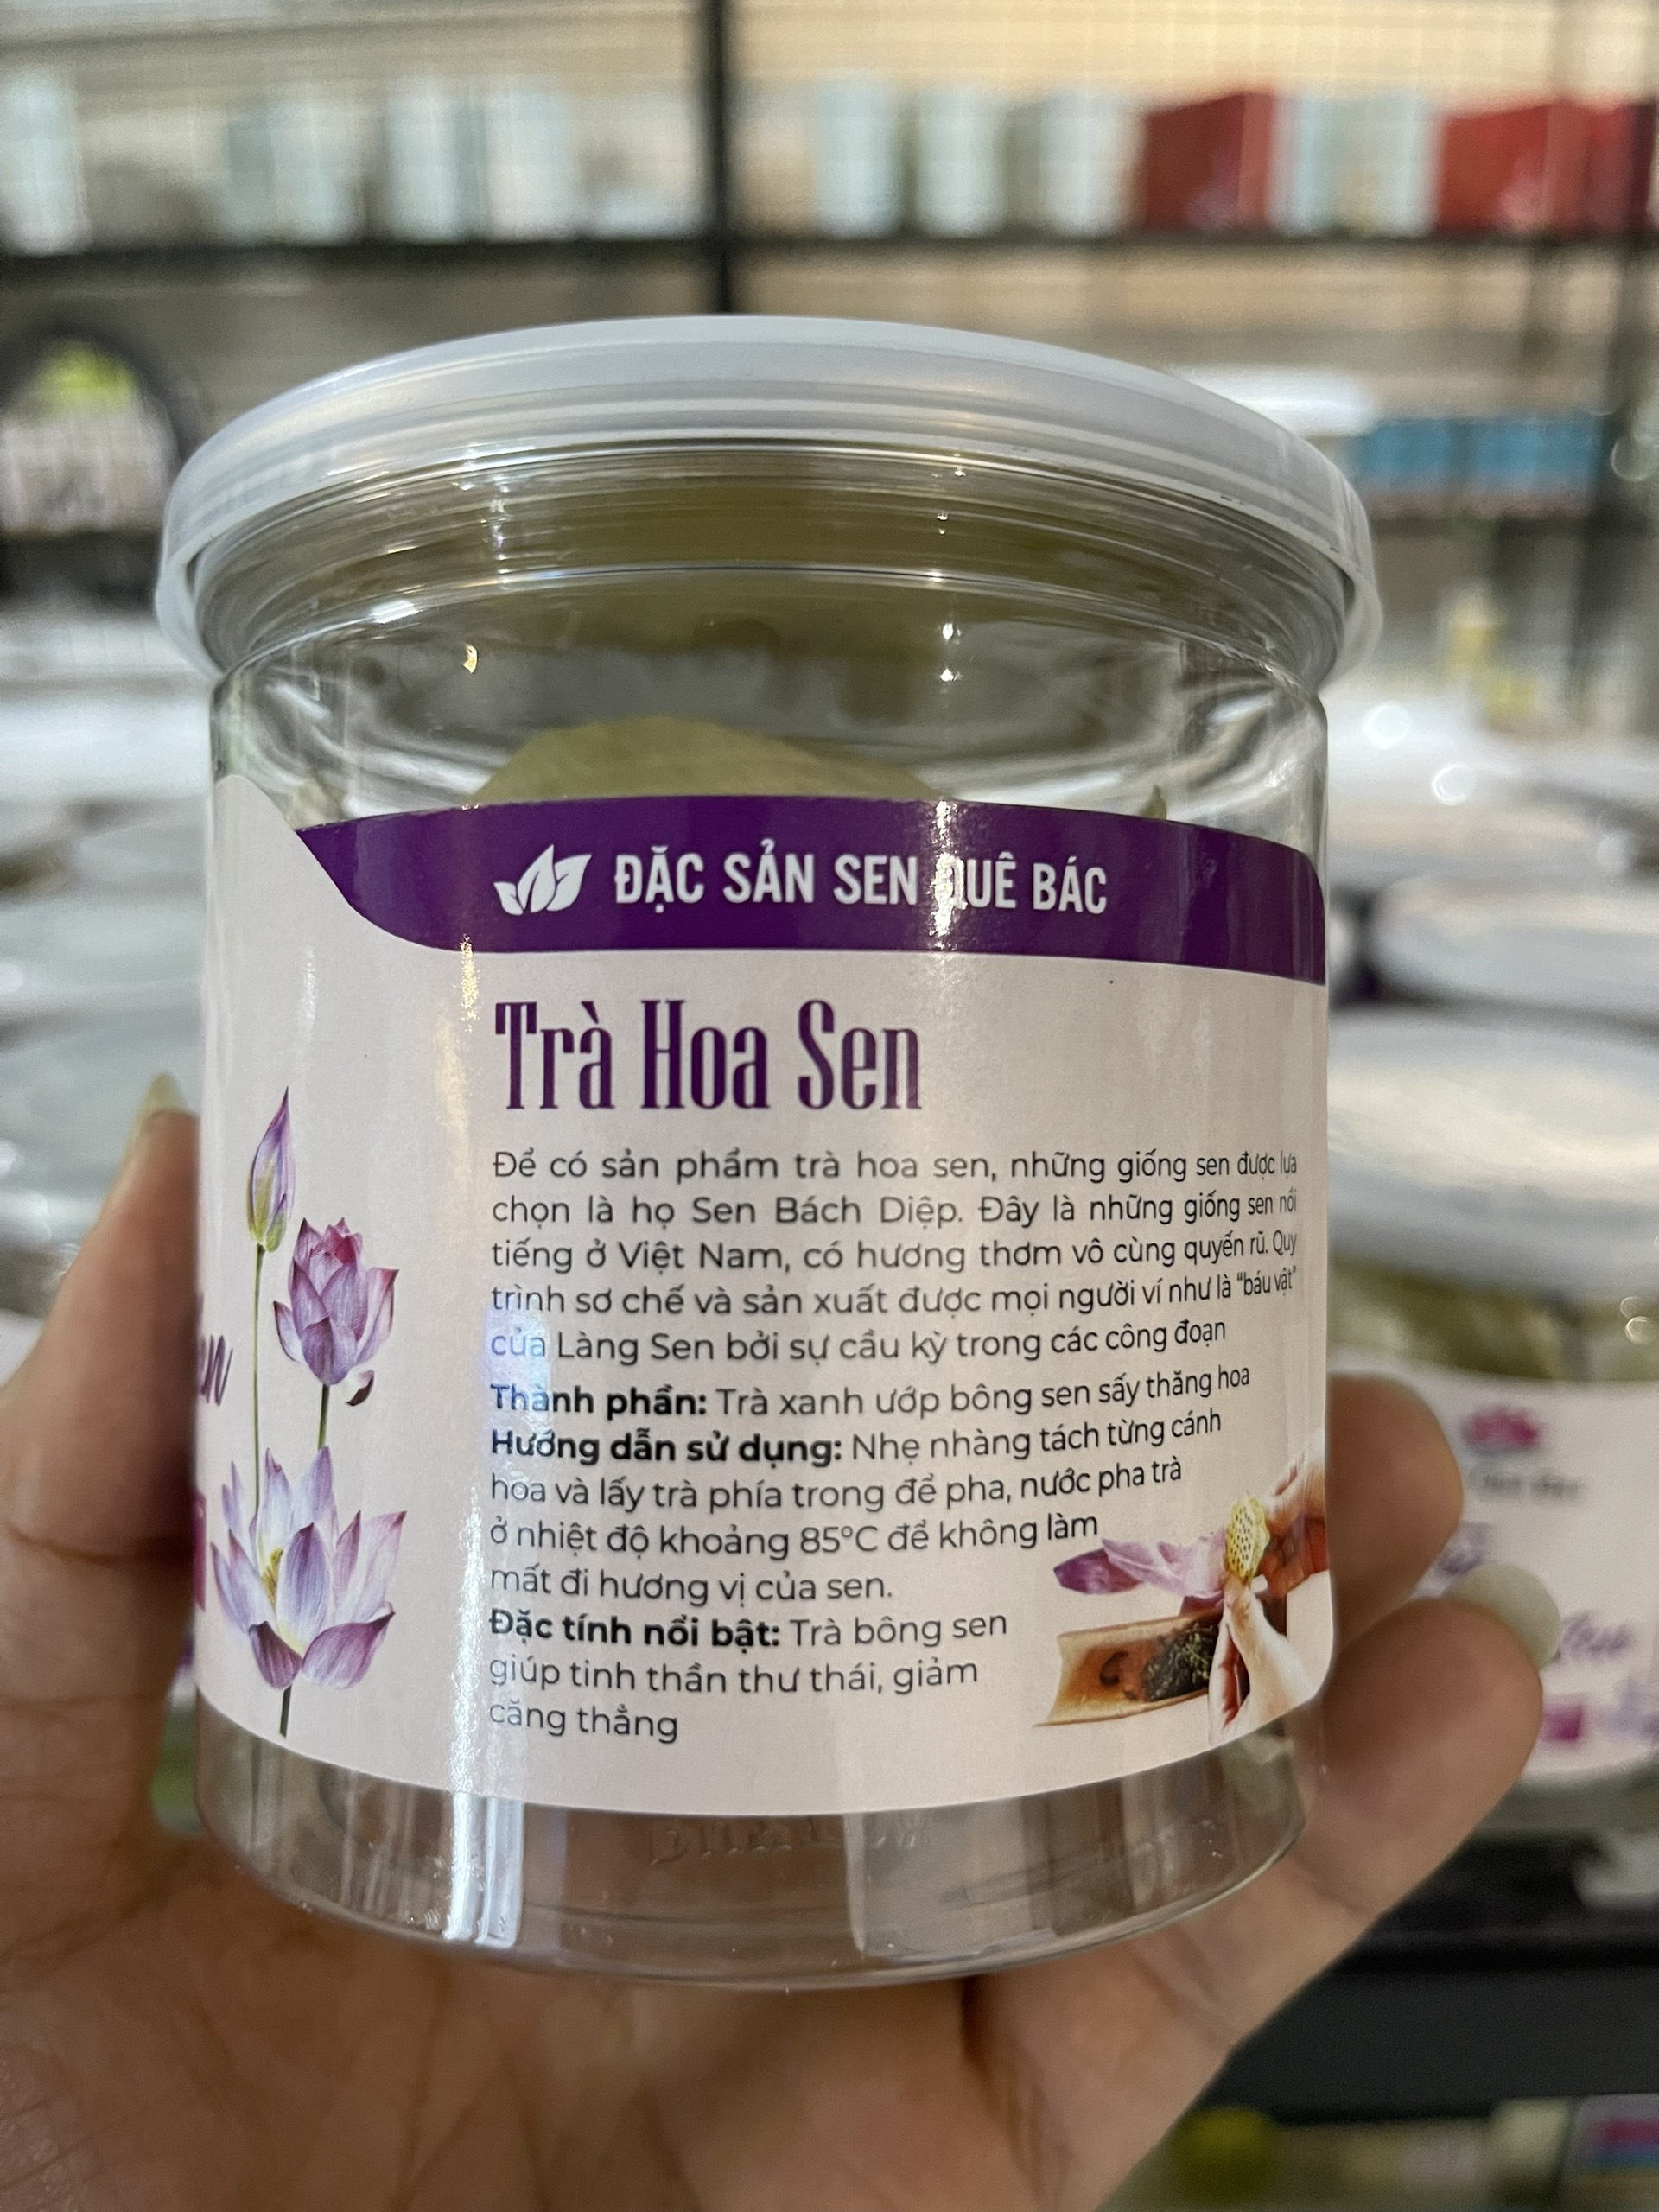 ĐẶC SẢN SEN QUÊ BÁC
Trà Hoa Sen
Để có sản phẩm trà hoa sen, những giống sen được lựa
chọn là họ Sen Bách Diệp. Đây là những giống sen nổi
tiếng ở Việt Nam, có hương thơm vô cùng quyến rũ. Quy
trình sơ chế và sản xuất được mọi người ví như là "báu vật"
của Làng Sen bởi sự cầu kỳ trong các công đoạn
Thành phần: Trà xanh ướp bông sen sấy thăng hoa
Hướng dẫn sử dụng: Nhẹ nhàng tách từng cánh
hoa và lấy trà phía trong để pha, nước pha trà
ở nhiệt độ khoảng 85°C để không làm
mất đi hương vị của sen.
Đặc tính nổi bật: Trà bông sen
giúp tinh thần thư thái, giảm
căng thẳng